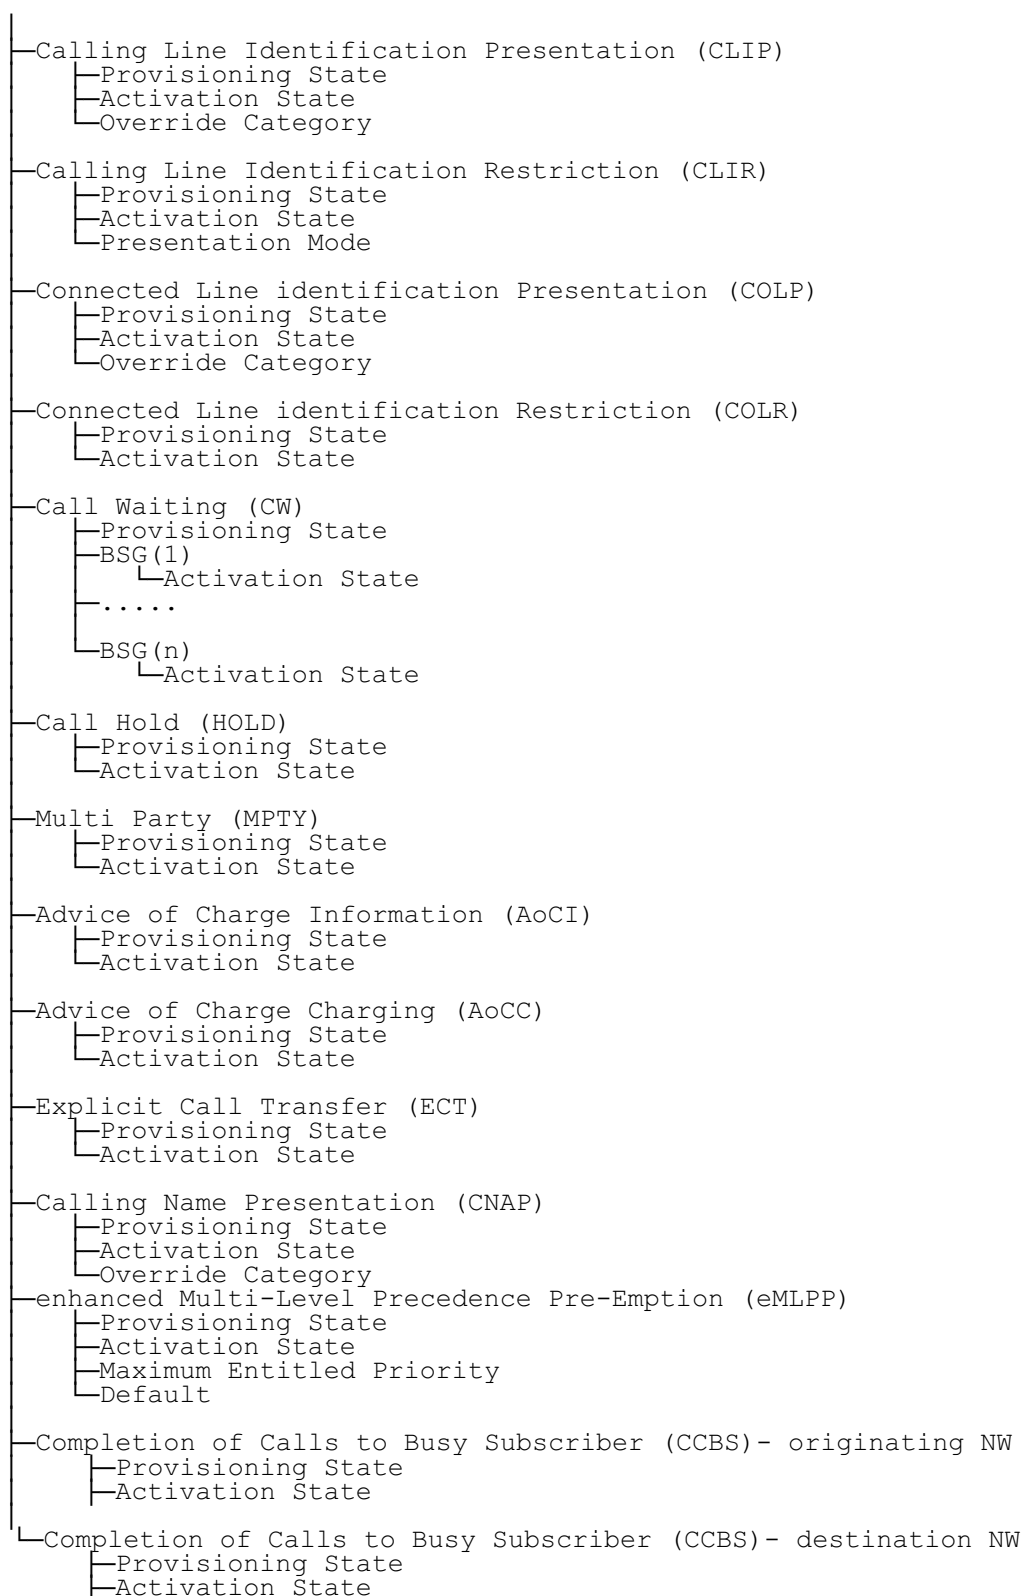 Calling Line Identification Presentation (CLIP)
Provisioning State
Activation State
Override Category
Calling Line Identification Restriction (CLIR)
Provisioning State
Activation State
Presentation Mode
Connected Line identification Presentation (COLP)
Provisioning State
Activation State
Override Category
Connected Line identification Restriction (COLR)
Provisioning State
Activation State
Call Waiting (CW)
Provisioning State
BSG(1)
Activation State
.....
BSG(n)
Activation State
Call Hold (HOLD)
Provisioning State
Activation State
Multi Party (MPTY)
Provisioning State
Activation State
Advice of Charge Information (AoCI)
Provisioning State
Activation State
Advice of Charge Charging (AoCC)
Provisioning State
Activation State
Explicit Call Transfer (ECT)
Provisioning State
Activation State
Calling Name Presentation (CNAP)
Provisioning State
Activation State
Override Category
enhanced Multi-Level Precedence Pre-Emption (eMLPP)
Provisioning State
Activation State
Maximum Entitled Priority
Default
Completion of Calls to Busy Subscriber (CCBS)- originating NW
Provisioning State
Activation State
Completion of Calls to Busy Subscriber (CCBS)- destination NW
Provisioning State
Activation State